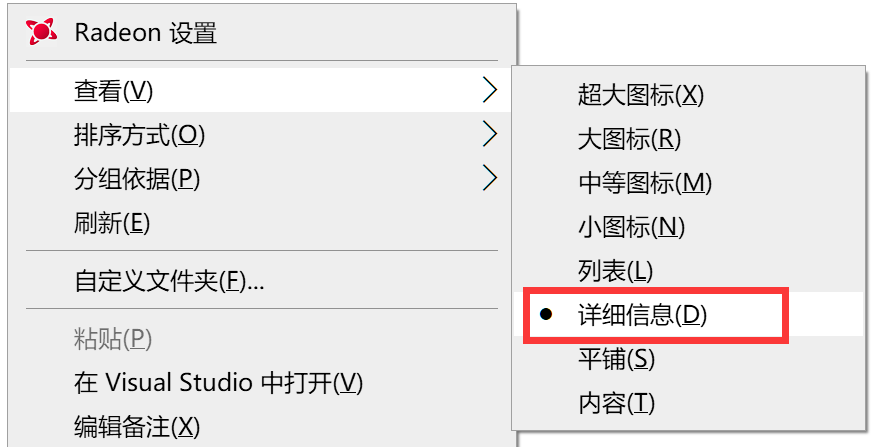 Radeon 设置
查看(V)
排序方式(O)
分组依据(P)
刷新(E)
自定义文件夹(F)...
粘贴(P)
在 Visual Studio 中打开(V)
编辑备注(X)
超大图标(X)
大图标(R)
中等图标(M)
小图标(N)
列表(L)
详细信息(D)
平铺(S)
内容(T)